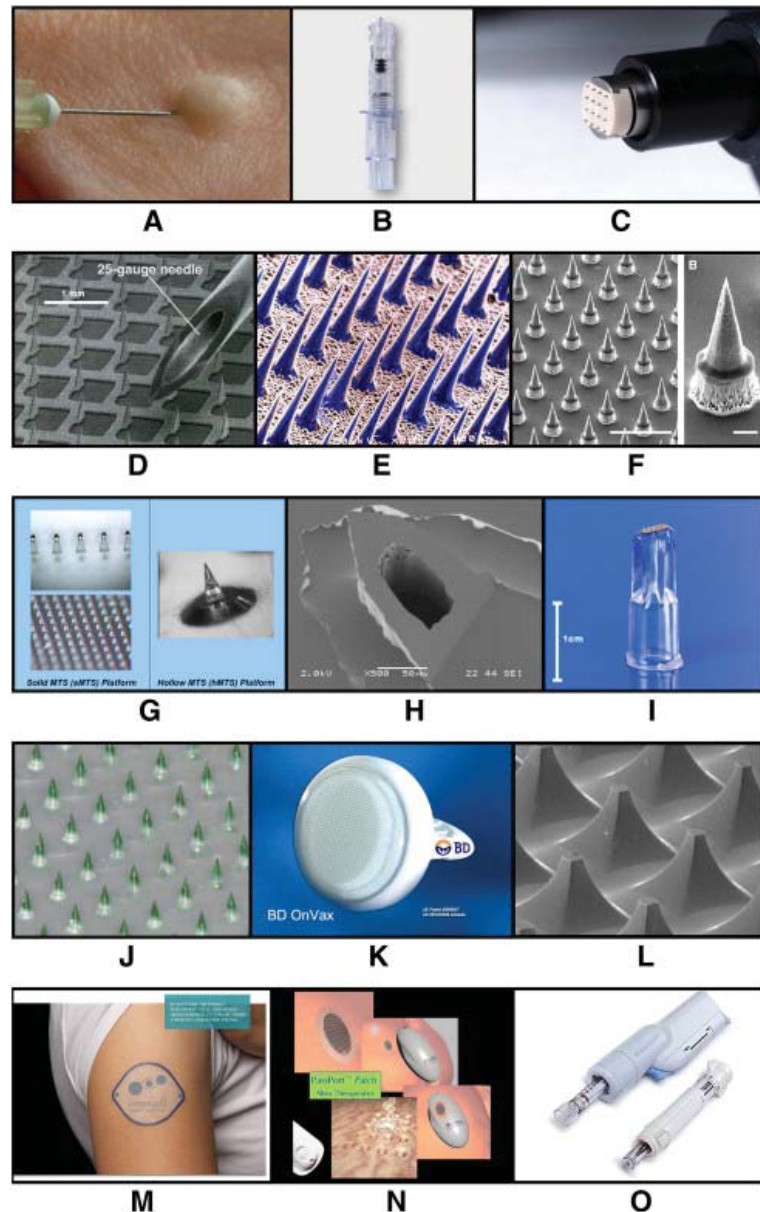 A
B
C
25-gauge needle
1 mm
D
E
A
B
F
Solid MTS (sMTS) Platform
Hollow MTS (hMTS) Platform
G
2.0kV X500 50µm 22 44 SEI
H
1cm
I
J
BD
BD OnVax
K
L
M
PassPort™ Patch
N
O